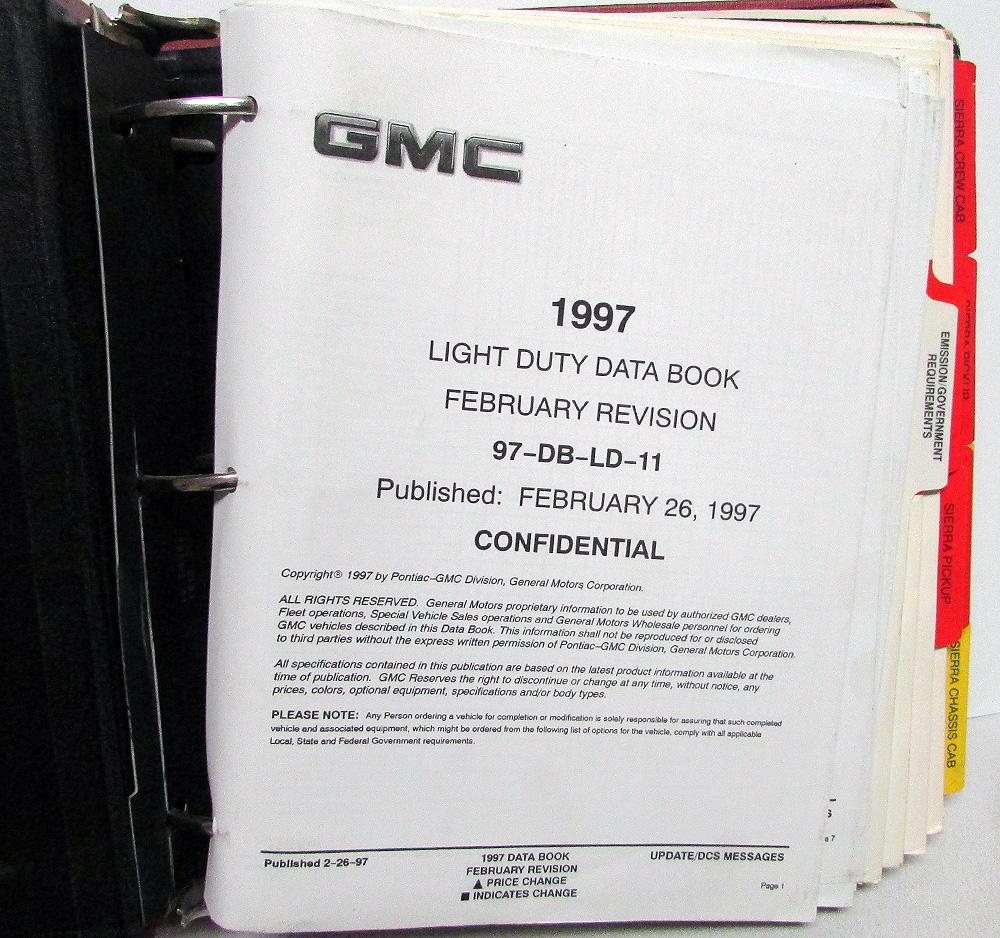 GMC
1997
LIGHT DUTY DATA BOOK
FEBRUARY REVISION
97-DB-LD-11
Published: FEBRUARY 26, 1997
CONFIDENTIAL
Copyright® 1997 by Pontiac-GMC Division, General Motors Corporation.
ALL RIGHTS RESERVED. General Motors proprietary information to be used by authorized GMC dealers,
Fleet operations, Special Vehicle Sales operations and General Motors Wholesale personnel for ordering
GMC vehicles described in this Data Book. This information shall not be reproduced for or disclosed
to third parties without the express written permission of Pontiac-GMC Division, General Motors Corporation.
All specifications contained in this publication are based on the latest product information available at the
time of publication. GMC Reserves the right to discontinue or change at any time, without notice, any
prices, colors, optional equipment, specifications and/or body types.
PLEASE NOTE: Any Person ordering a vehicle for completion or modification is solely responsible for assuring that such completed
vehicle and associated equipment, which might be ordered from the following list of options for the vehicle, comply with all applicable
Local, State and Federal Government requirements.
Published 2-26-97
1997 DATA BOOK
FEBRUARY REVISION
▲ PRICE CHANGE
■ INDICATES CHANGE
UPDATE/DCS MESSAGES
Page 1
SIERRA CREW CAB
SIERRA PICKUP
EMISSION/GOVERNMENT
REQUIREMENTS
SIERRA PICKUP
SIERRA CHASSIS CAB